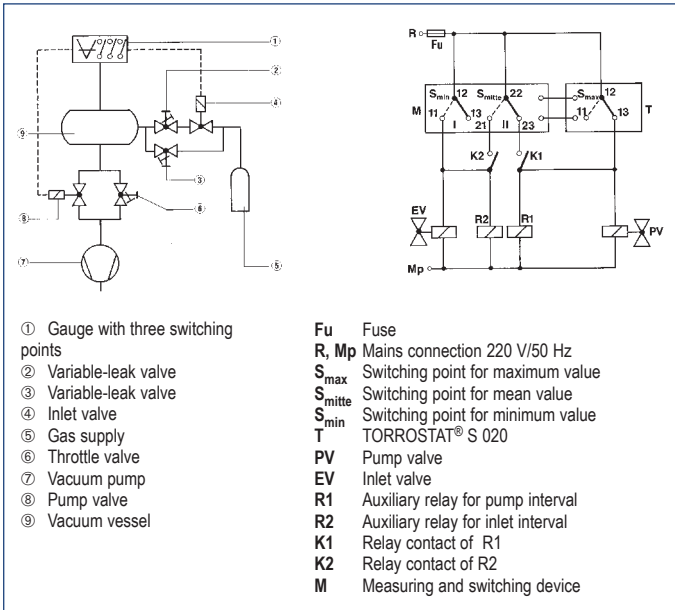 ①
②
④
⑨
③
⑧
⑥
⑦
⑤
R
Fu
Smin 12
Smitte 22
Smax 12
M
11
13
21
23
11
13
T
I
II
K2
K1
EV
R2
R1
PV
Mp
① Gauge with three switching
points
② Variable-leak valve
③ Variable-leak valve
④ Inlet valve
⑤ Gas supply
⑥ Throttle valve
⑦ Vacuum pump
⑧ Pump valve
⑨ Vacuum vessel
Fu Fuse
R, Mp Mains connection 220 V/50 Hz
Smax Switching point for maximum value
Smitte Switching point for mean value
Smin Switching point for minimum value
T TORROSTAT® S 020
PV Pump valve
EV Inlet valve
R1 Auxiliary relay for pump interval
R2 Auxiliary relay for inlet interval
K1 Relay contact of R1
K2 Relay contact of R2
M Measuring and switching device